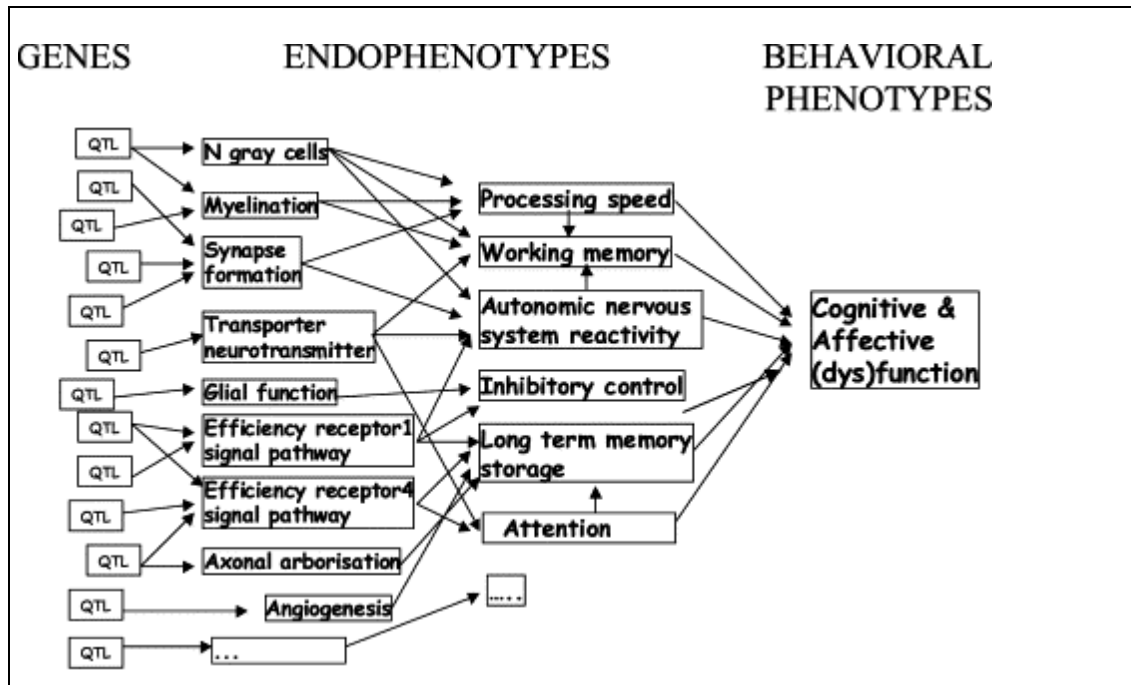 GENES
ENDOPHENOTYPES
BEHAVIORAL
PHENOTYPES
QTL
QTL
QTL
QTL
QTL
QTL
QTL
QTL
QTL
QTL
QTL
QTL
QTL
N gray cells
Myelination
Synapse
formation
Transporter
neurotransmitter
Glial function
Efficiency receptor1
signal pathway
Efficiency receptor4
signal pathway
Axonal arborisation
Angiogenesis
...
Processing speed
Working memory
Autonomic nervous
system reactivity
Inhibitory control
Long term memory
storage
Attention
.....
Cognitive &
Affective
(dys)function